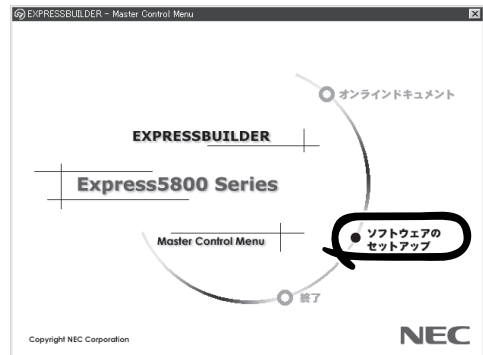 EXPRESSBUILDER - Master Control Menu
オンラインドキュメント
EXPRESSBUILDER
Express5800 Series
ソフトウェアの
セットアップ
Master Control Menu
終了
Copyright NEC Corporation
NEC